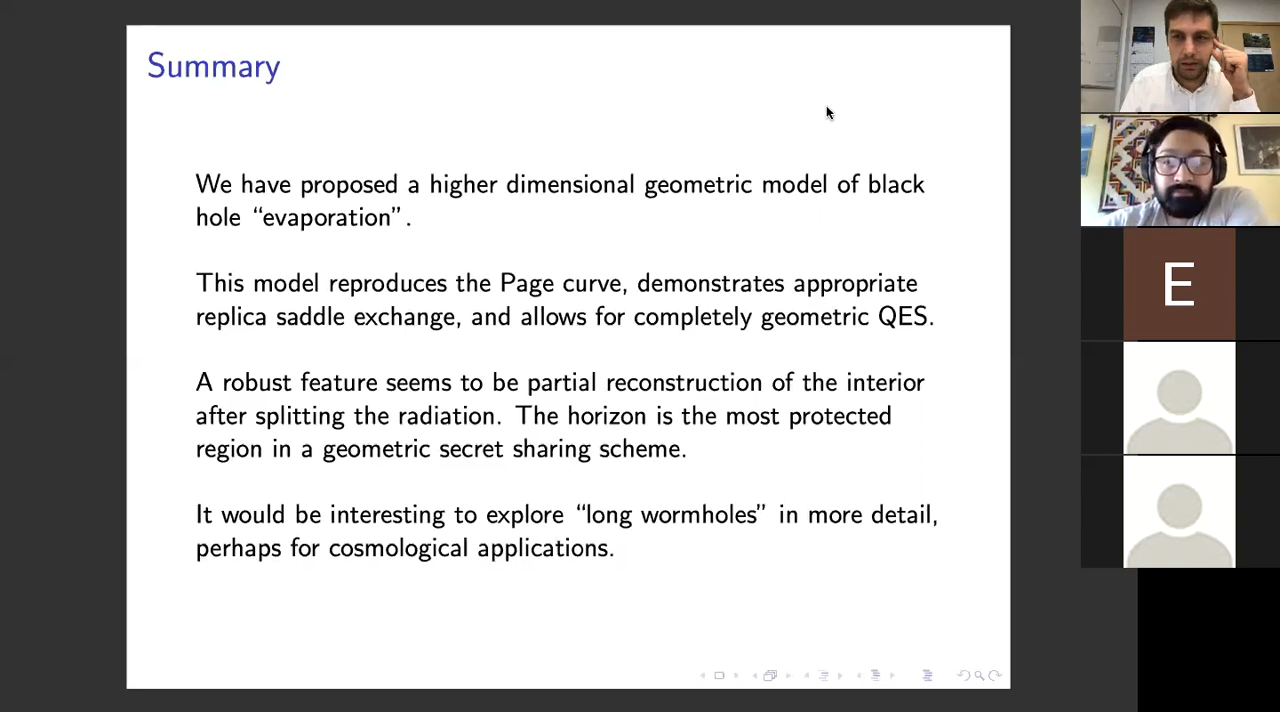 Summary
We have proposed a higher dimensional geometric model of black
hole “evaporation”.
This model reproduces the Page curve, demonstrates appropriate
replica saddle exchange, and allows for completely geometric QES.
A robust feature seems to be partial reconstruction of the interior
after splitting the radiation. The horizon is the most protected
region in a geometric secret sharing scheme.
It would be interesting to explore “long wormholes” in more detail,
perhaps for cosmological applications.
E